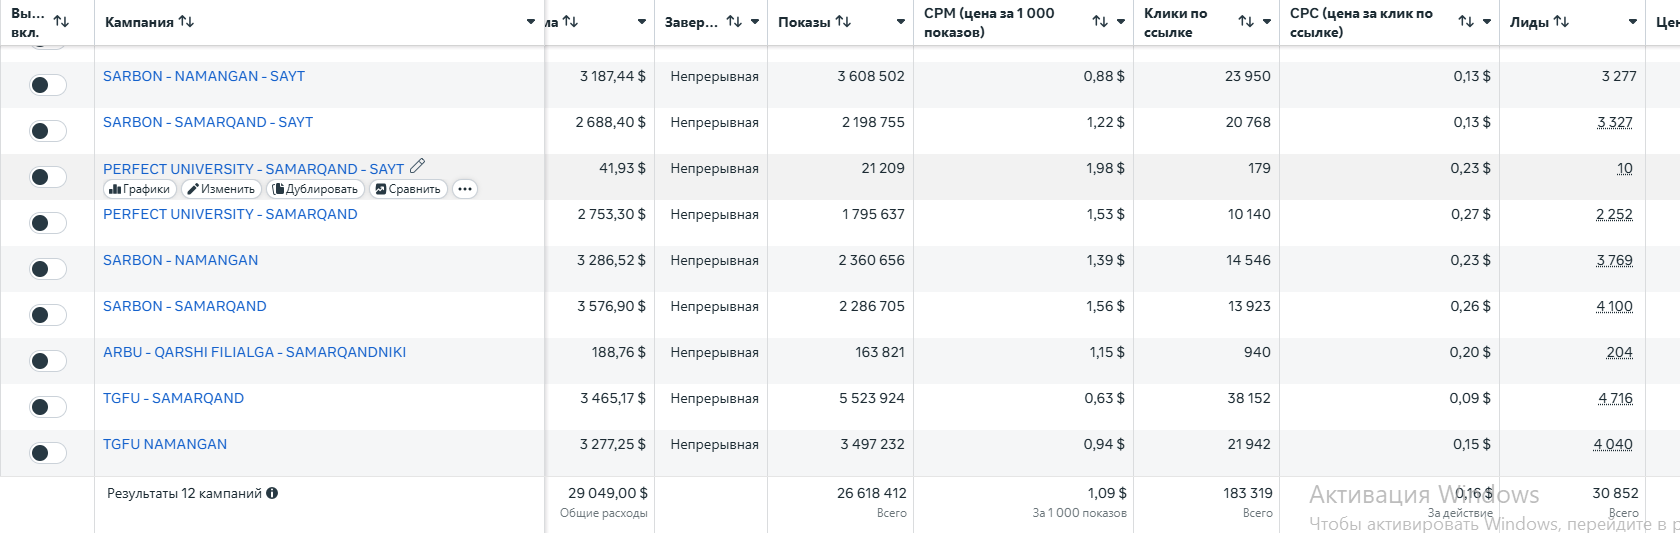 Вы... вкл.
Кампания
ма
Завер...
Показы
CPM (цена за 1 000 показов)
Клики по ссылке
CPC (цена за клик по ссылке)
Лиды
Цен
SARBON - NAMANGAN - SAYT 3 187,44 $ Непрерывная 3 608 502 0,88 $ 23 950 0,13 $ 3 277
SARBON - SAMARQAND - SAYT 2 688,40 $ Непрерывная 2 198 755 1,22 $ 20 768 0,13 $ 3 327
PERFECT UNIVERSITY - SAMARQAND - SAYT 41,93 $ Непрерывная 21 209 1,98 $ 179 0,23 $ 10
Графики Изменить Дублировать Сравнить ...
PERFECT UNIVERSITY - SAMARQAND 2 753,30 $ Непрерывная 1 795 637 1,53 $ 10 140 0,27 $ 2 252
SARBON - NAMANGAN 3 286,52 $ Непрерывная 2 360 656 1,39 $ 14 546 0,23 $ 3 769
SARBON - SAMARQAND 3 576,90 $ Непрерывная 2 286 705 1,56 $ 13 923 0,26 $ 4 100
ARBU - QARSHI FILIALGA - SAMARQANDNIKI 188,76 $ Непрерывная 163 821 1,15 $ 940 0,20 $ 204
TGFU - SAMARQAND 3 465,17 $ Непрерывная 5 523 924 0,63 $ 38 152 0,09 $ 4 716
TGFU NAMANGAN 3 277,25 $ Непрерывная 3 497 232 0,94 $ 21 942 0,15 $ 4 040
Результаты 12 кампаний 29 049,00 $ 26 618 412 1,09 $ 183 319 0,16 $ 30 852
Общие расходы Всего За 1 000 показов Всего За действие Всего
Активация Windows
Чтобы активировать Windows, перейдите в